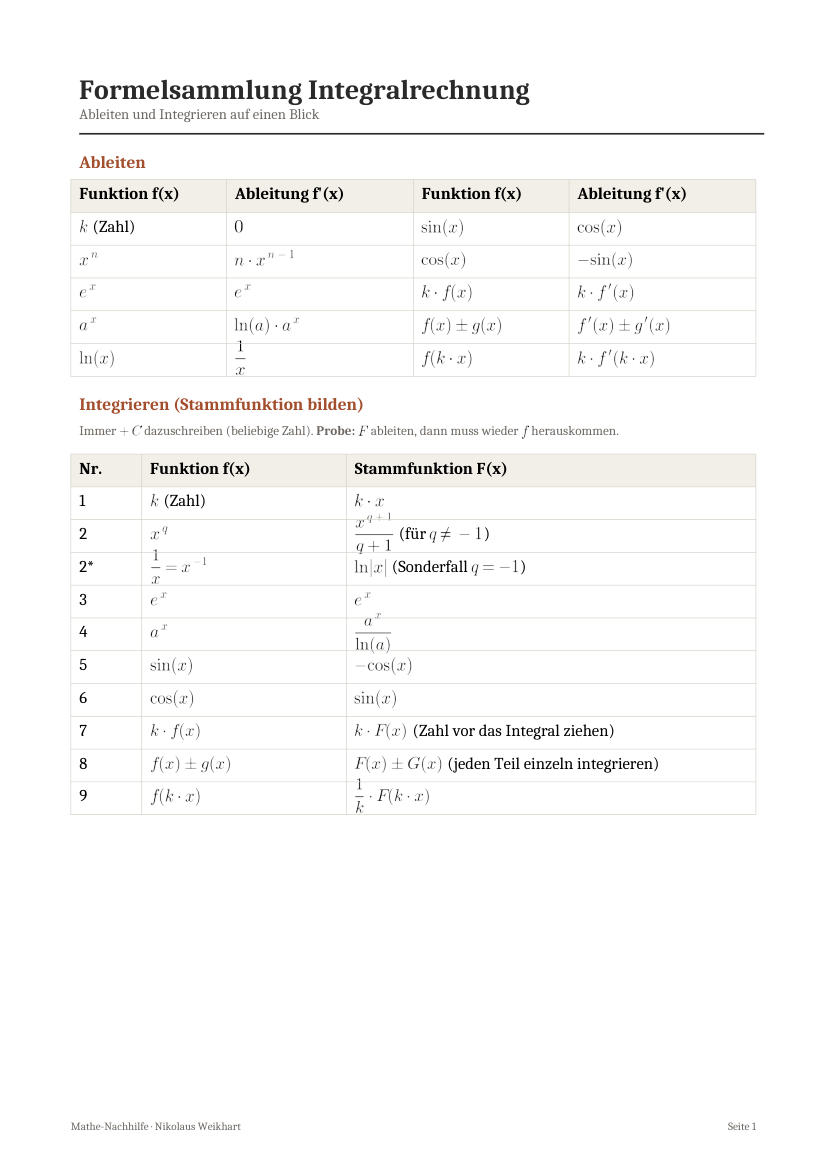 Formelsammlung Integralrechnung
Ableiten und Integrieren auf einen Blick
Ableiten
Funktion f(x) Ableitung f'(x) Funktion f(x) Ableitung f'(x)
k (Zahl) 0 sin(x) cos(x)
x^n n · x^{n − 1} cos(x) −sin(x)
e^x e^x k · f(x) k · f′(x)
a^x ln(a) · a^x f(x) ± g(x) f′(x) ± g′(x)
ln(x) 1/x f(k · x) k · f′(k · x)
Integrieren (Stammfunktion bilden)
Immer + C dazuschreiben (beliebige Zahl). Probe: F ableiten, dann muss wieder f herauskommen.
Nr. Funktion f(x) Stammfunktion F(x)
1 k (Zahl) k · x
2 x^q x^{q + 1}/(q + 1) (für q ≠ −1)
2* 1/x = x^{−1} ln|x| (Sonderfall q = −1)
3 e^x e^x
4 a^x a^x/ln(a)
5 sin(x) −cos(x)
6 cos(x) sin(x)
7 k · f(x) k · F(x) (Zahl vor das Integral ziehen)
8 f(x) ± g(x) F(x) ± G(x) (jeden Teil einzeln integrieren)
9 f(k · x) 1/k · F(k · x)
Mathe-Nachhilfe · Nikolaus Weikhart Seite 1